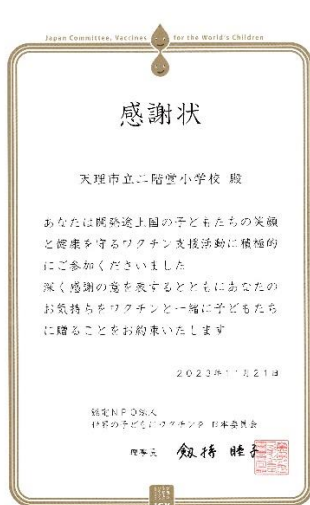 Japan Committee, Vaccines for the World's Children
感謝状
天理市立二階堂小学校 殿
あなたは開発途上国の子どもたちの笑顔
と健康を守るワクチン支援活動に積極的
にご参加くださいました
深く感謝の意を表するとともにあなたの
お気持ちをワクチンと一緒に子どもたち
に贈ることをお約束いたします
2023年11月21日
認定NPO法人
世界の子どもにワクチンを 日本委員会
理事長 剱持 睦子
JCV